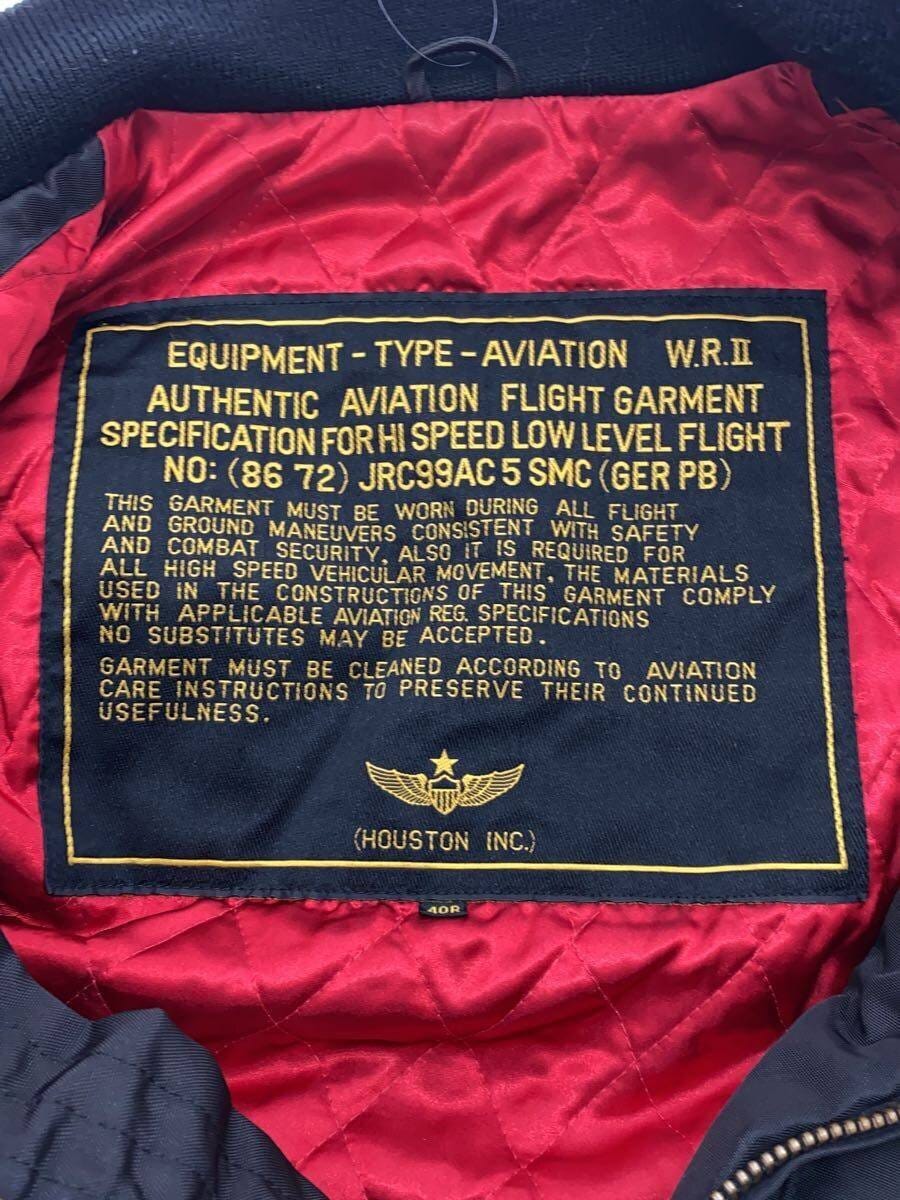 EQUIPMENT - TYPE - AVIATION W.R.II
AUTHENTIC AVIATION FLIGHT GARMENT
SPECIFICATION FOR HI SPEED LOW LEVEL FLIGHT
NO: (86 72) JRC99AC 5 SMC (GER PB)
THIS GARMENT MUST BE WORN DURING ALL FLIGHT
AND GROUND MANEUVERS CONSISTENT WITH SAFETY
AND COMBAT SECURITY, ALSO IT IS REQUIRED FOR
ALL HIGH SPEED VEHICULAR MOVEMENT. THE MATERIALS
USED IN THE CONSTRUCTIONS OF THIS GARMENT COMPLY
WITH APPLICABLE AVIATION REG. SPECIFICATIONS
NO SUBSTITUTES MAY BE ACCEPTED.
GARMENT MUST BE CLEANED ACCORDING TO AVIATION
CARE INSTRUCTIONS TO PRESERVE THEIR CONTINUED
USEFULNESS.
(HOUSTON INC.)
40R